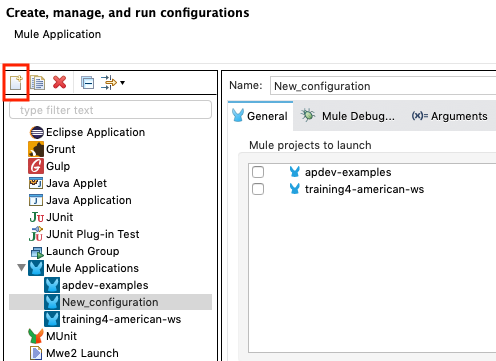 Create, manage, and run configurations
Mule Application
Name: New_configuration
type filter text
General Mule Debug... (x)= Arguments
Eclipse Application
Grunt
Gulp
Java Applet
Java Application
JUnit
JUnit Plug-in Test
Launch Group
Mule Applications
apdev-examples
New_configuration
training4-american-ws
MUnit
Mwe2 Launch
Mule projects to launch
apdev-examples
training4-american-ws